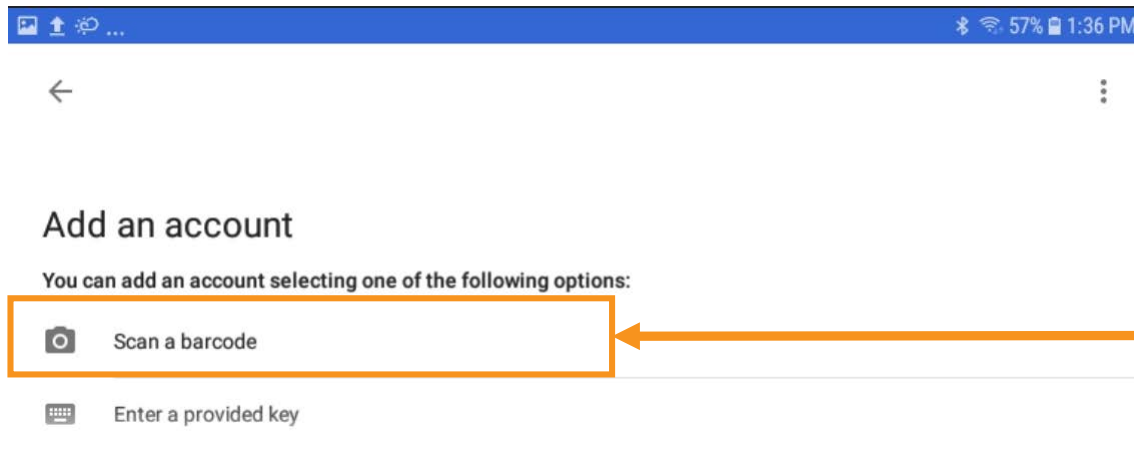 ... 57% 1:36 PM
Add an account
You can add an account selecting one of the following options:
Scan a barcode
Enter a provided key